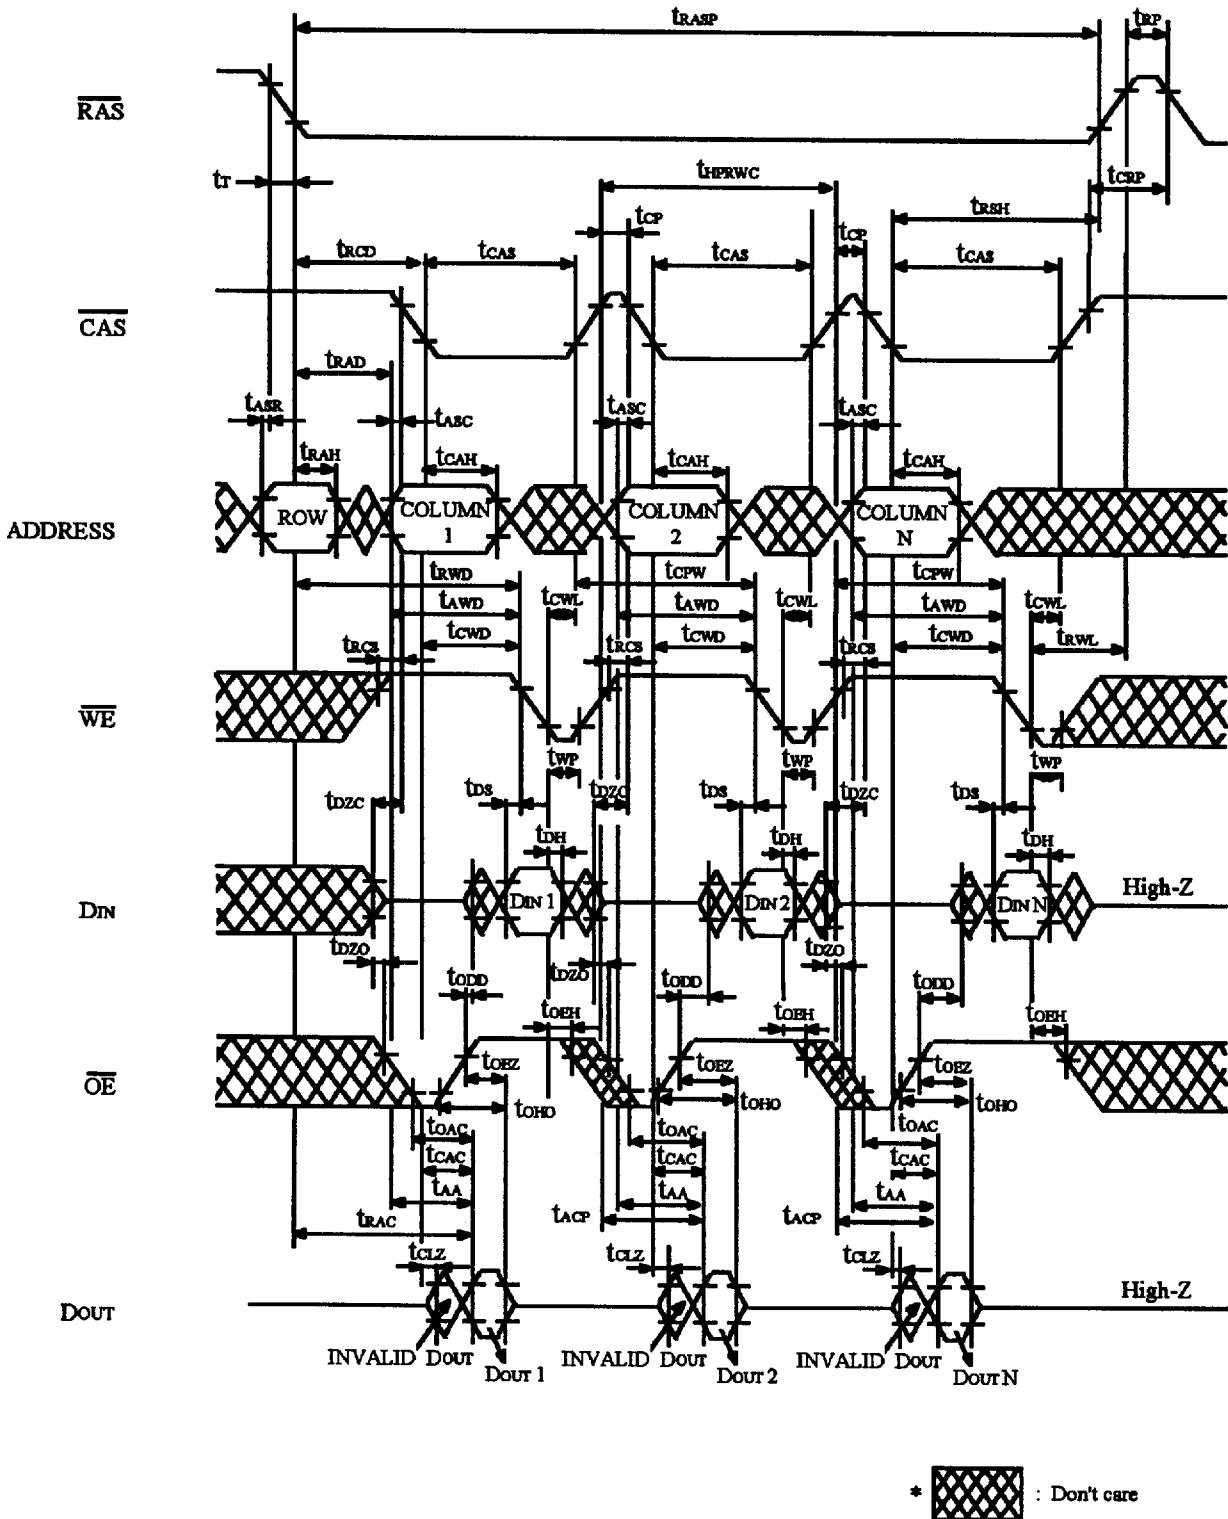 tRASP tRP
RAS
tT tHPRWC tCRP
tCP tCP tRSH
tRCD tCAS tCAS tCAS
CAS
tRAD
tASR tASC tASC tASC
tRAH tCAH tCAH tCAH
ADDRESS ROW COLUMN 1 COLUMN 2 COLUMN N
tRWD tCPW tCPW
tAWD tCWL tAWD tCWL tAWD tCWL
tRCS tCWD tRCS tCWD tRCS tCWD tRWL
WE
tWP tWP tWP
tDZC tDS tDZC tDS tDZC tDS
tDH tDH tDH
DIN DIN 1 DIN 2 DIN N High-Z
tDZO tODD tDZO tODD tDZO tODD
tOEH tOEH tOEH
OE tOEZ tOEZ tOEZ
tOHO tOHO tOHO
tOAC tOAC tOAC
tCAC tCAC tCAC
tAA tAA tAA
tRAC tACP tACP
tCLZ tCLZ tCLZ
DOUT High-Z
INVALID DOUT INVALID DOUT INVALID DOUT
DOUT 1 DOUT 2 DOUT N
* : Don't care